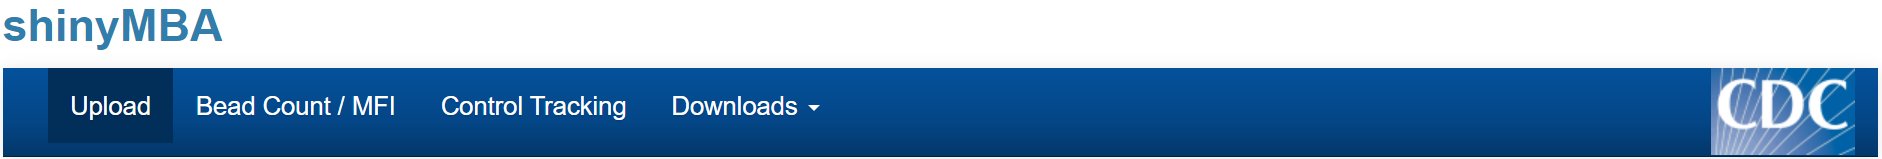 shinyMBA
Upload Bead Count / MFI Control Tracking Downloads CDC